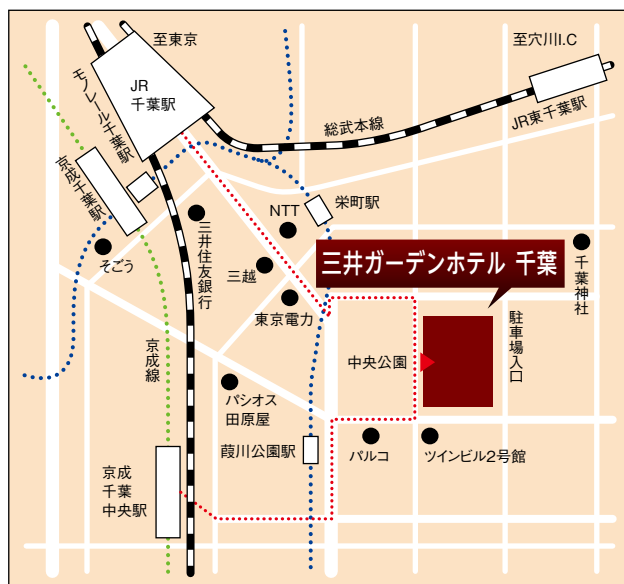 至東京
至穴川I.C
JR
千葉駅
モノレール千葉駅
JR東千葉駅
総武本線
京成千葉駅
栄町駅
NTT
三井住友銀行
そごう
三越
三井ガーデンホテル 千葉
千葉神社
東京電力
駐車場入口
京成線
中央公園
パシオス
田原屋
葭川公園駅
パルコ
ツインビル2号館
京成
千葉
中央駅